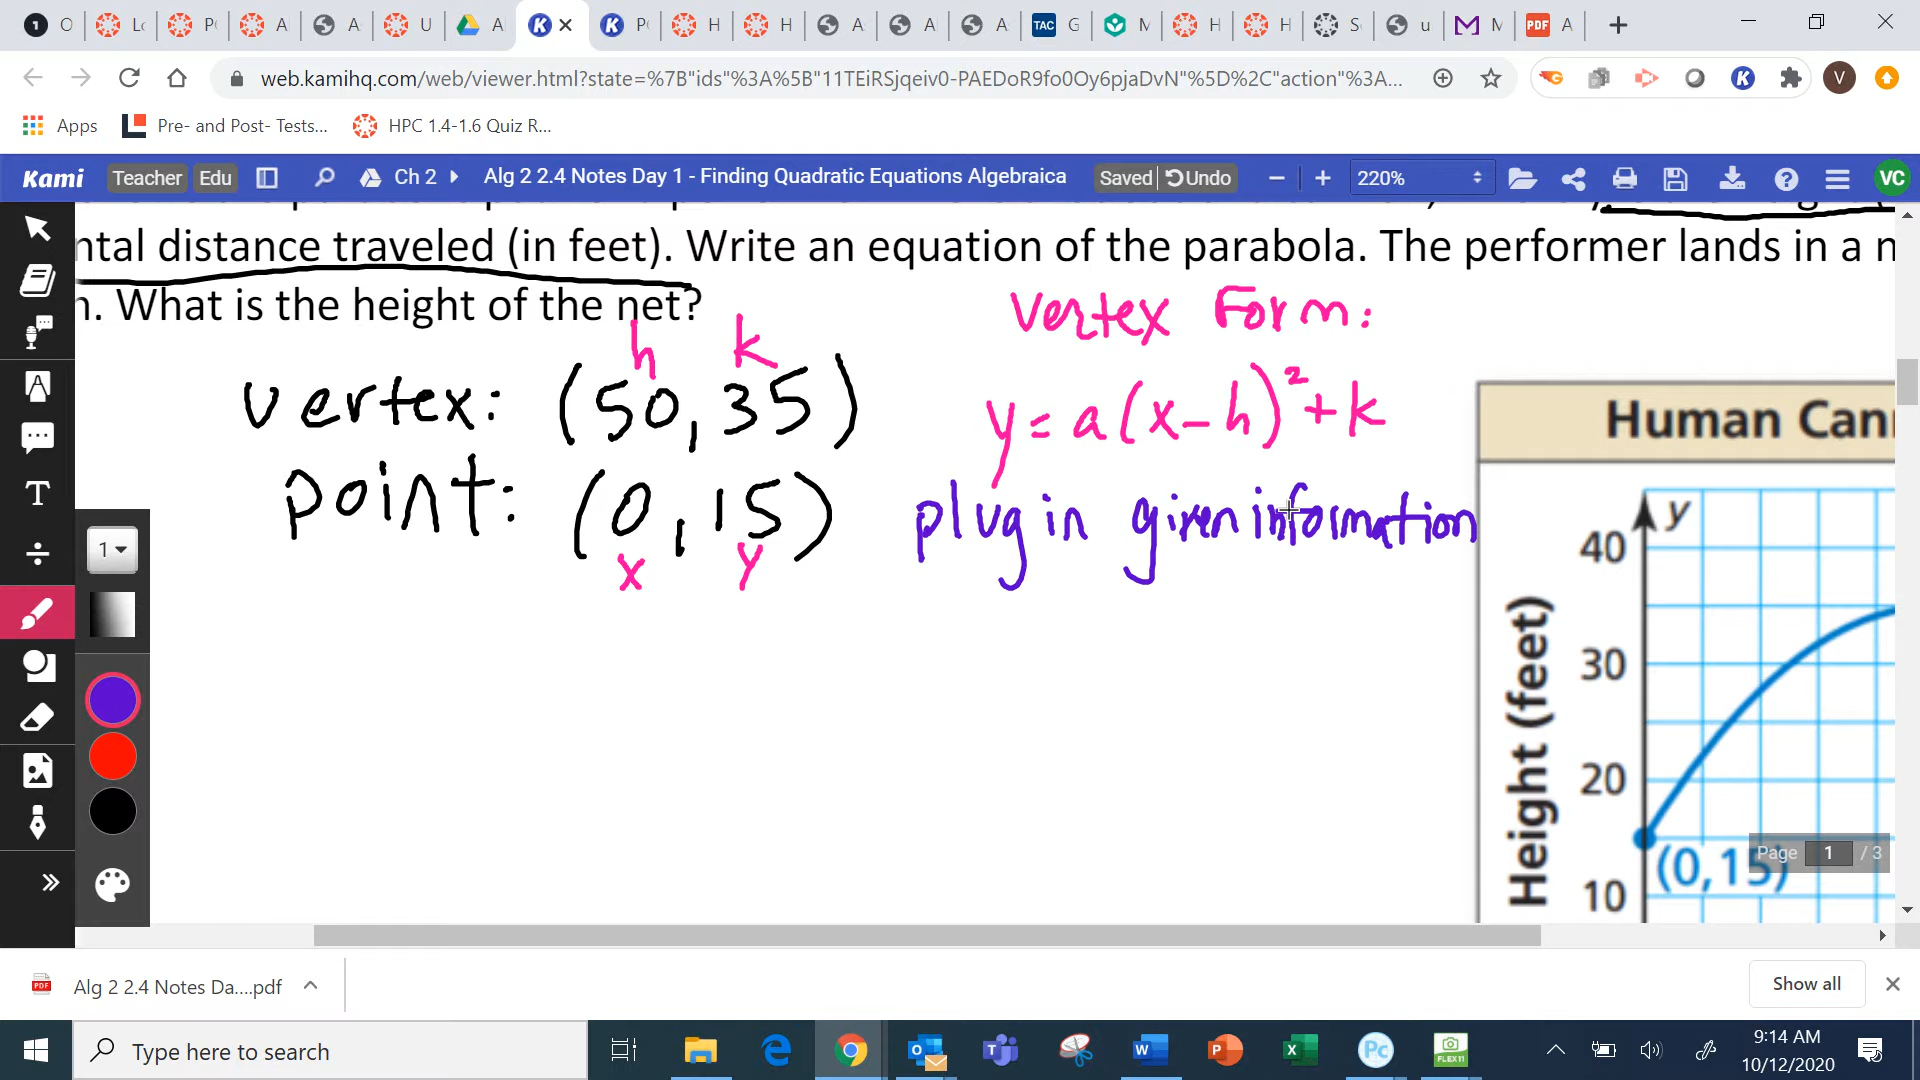 1 O Lo P( A A U A P( H H A A A G M H H S u M A
web.kamihq.com/web/viewer.html?state=%7B"ids"%3A%5B"11TEiRSjqeiv0-PAEDoR9fo0Oy6pjaDvN"%5D%2C"action"%3A... V
Apps Pre- and Post- Tests... HPC 1.4-1.6 Quiz R...
Kami Teacher Edu Ch 2 Alg 2 2.4 Notes Day 1 - Finding Quadratic Equations Algebraica Saved Undo 220% VC
ntal distance traveled (in feet). Write an equation of the parabola. The performer lands in a n
n. What is the height of the net?
Vertex Form:
h k
vertex: (50, 35)
y = a(x-h)²+k
point: (0, 15)
x y
plug in given information
Human Can
y
40
30
20
10
Height (feet)
(0,15)
Page 1 / 3
1
T
Alg 2 2.4 Notes Da....pdf
Show all
Type here to search
9:14 AM
10/12/2020